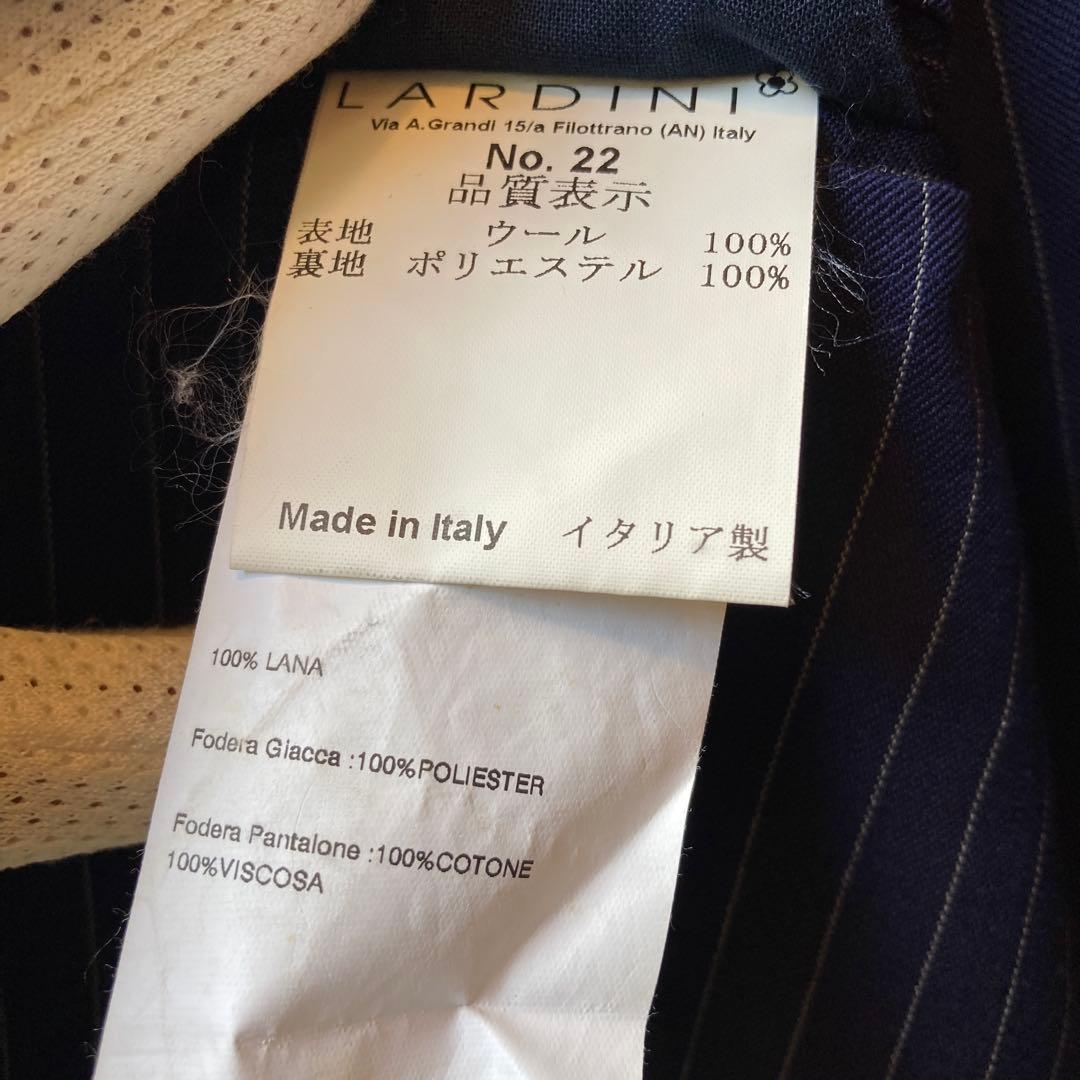 LARDINI
Via A.Grandi 15/a Filottrano (AN) Italy
No. 22
品質表示
表地 ウール 100%
裏地 ポリエステル 100%
Made in Italy イタリア製
100% LANA
Fodera Giacca :100%POLIESTER
Fodera Pantalone :100%COTONE
100%VISCOSA